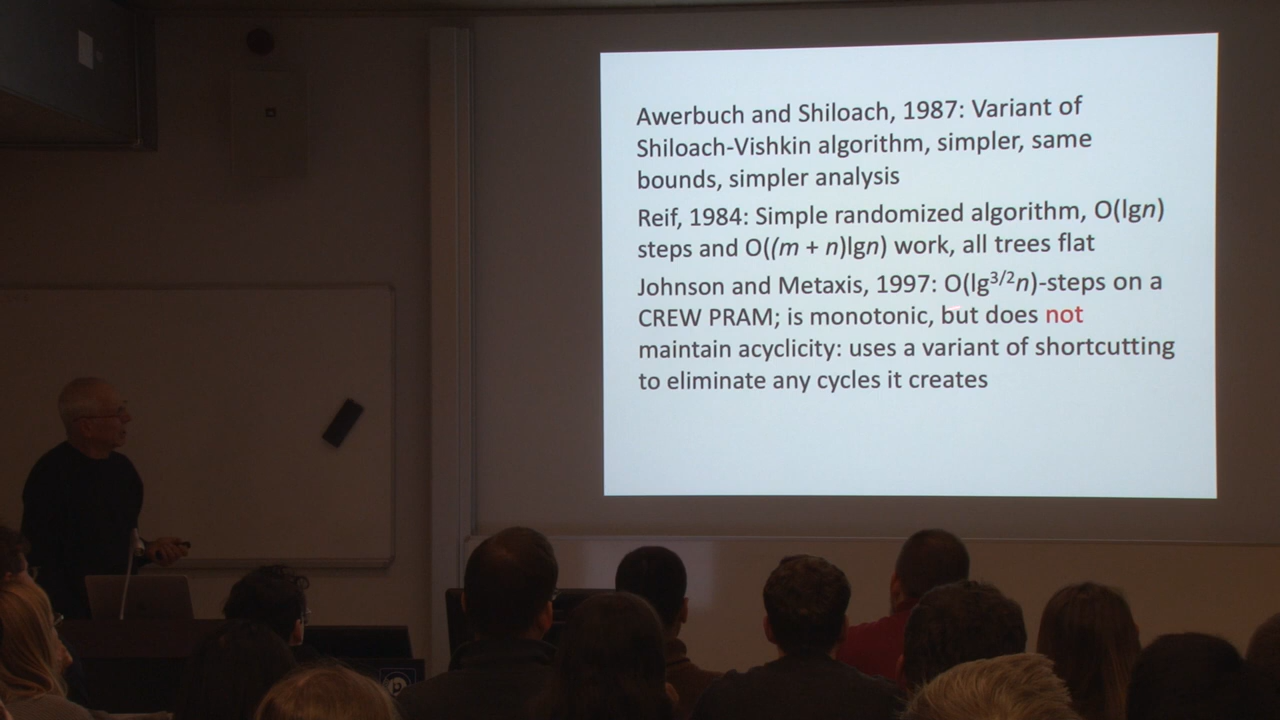 Awerbuch and Shiloach, 1987: Variant of
Shiloach-Vishkin algorithm, simpler, same
bounds, simpler analysis
Reif, 1984: Simple randomized algorithm, O(lgn)
steps and O((m + n)lgn) work, all trees flat
Johnson and Metaxis, 1997: O(lg³/²n)-steps on a
CREW PRAM; is monotonic, but does not
maintain acyclicity: uses a variant of shortcutting
to eliminate any cycles it creates